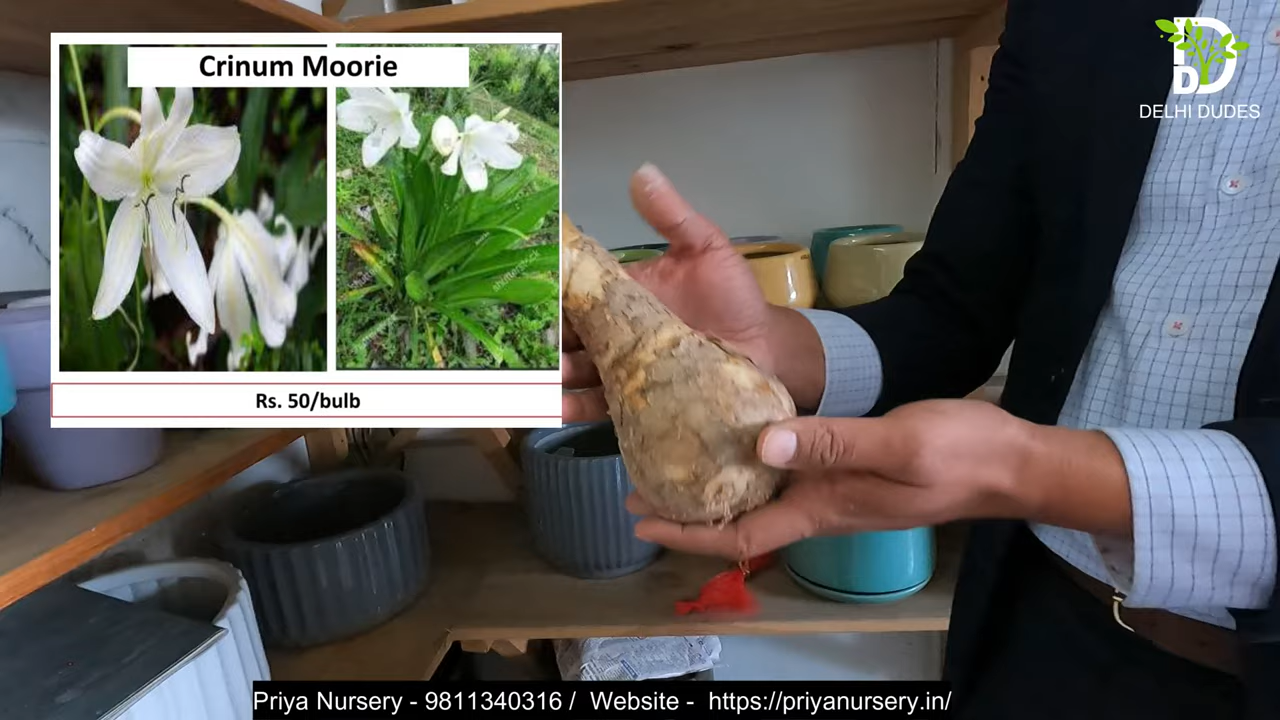 Crinum Moorie
Rs. 50/bulb
DELHI DUDES
Priya Nursery - 9811340316 / Website - https://priyanursery.in/